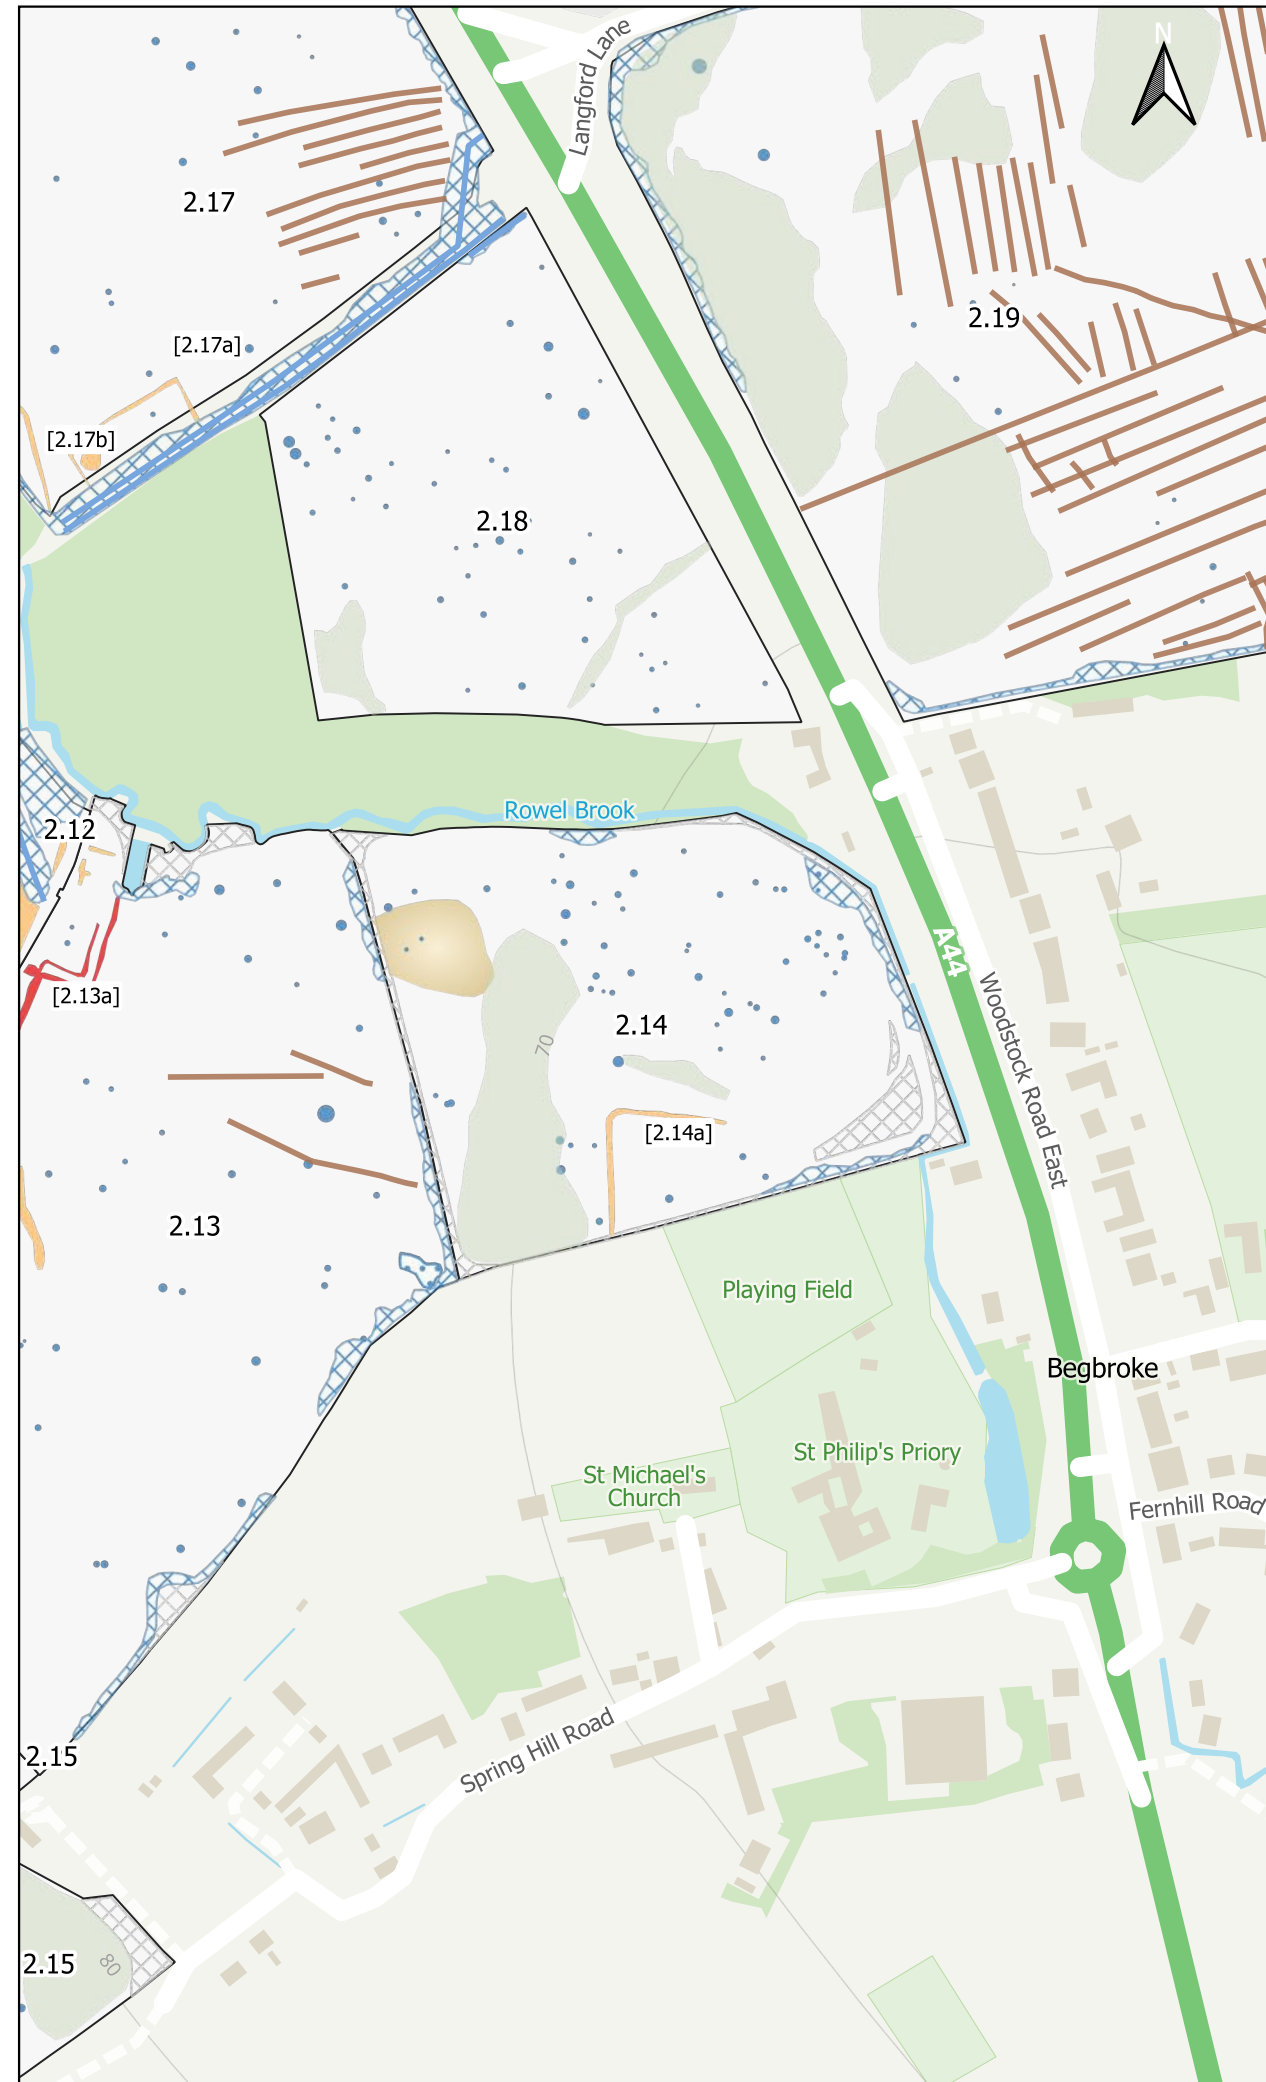 N
Langford Lane
2.17
2.19
[2.17a]
[2.17b]
2.18
Rowel Brook
2.12
A44
[2.13a]
Woodstock Road East
2.14
70
[2.14a]
2.13
Playing Field
Begbroke
St Philip's Priory
St Michael's
Church
Fernhill Road
Spring Hill Road
2.15
2.15
80